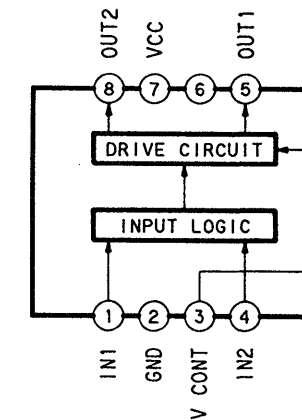 OUT2
VCC
OUT1
8
7
6
5
DRIVE CIRCUIT
INPUT LOGIC
1
2
3
4
IN1
GND
V CONT
IN2